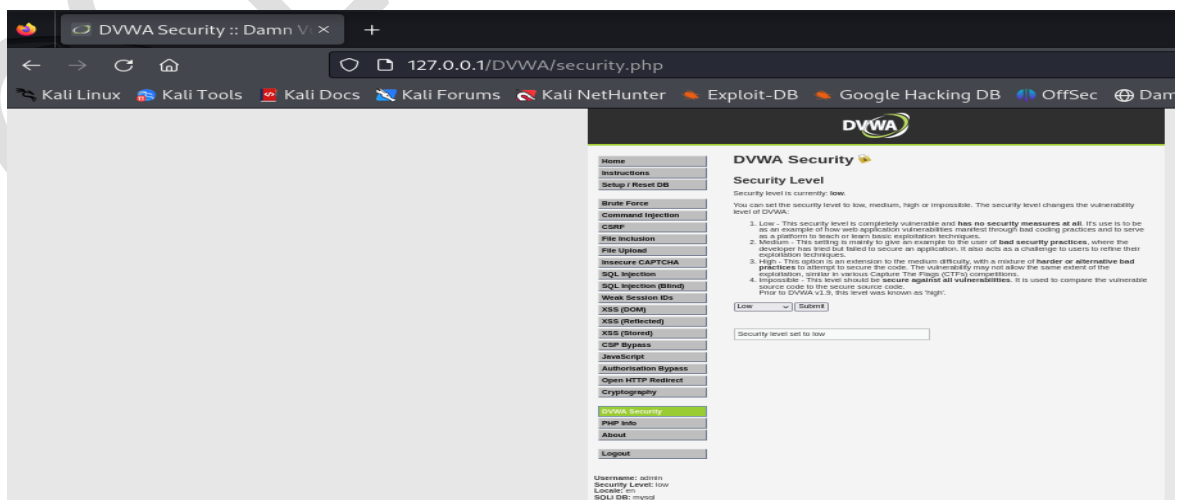 DVWA Security :: Damn Vu
127.0.0.1/DVWA/security.php
Kali Linux Kali Tools Kali Docs Kali Forums Kali NetHunter Exploit-DB Google Hacking DB OffSec Dam
DVWA
Home
Instructions
Setup / Reset DB
Brute Force
Command Injection
CSRF
File Inclusion
File Upload
Insecure CAPTCHA
SQL Injection
SQL Injection (Blind)
Weak Session IDs
XSS (DOM)
XSS (Reflected)
XSS (Stored)
CSP Bypass
JavaScript
Authorisation Bypass
Open HTTP Redirect
Cryptography
DVWA Security
PHP Info
About
Logout
Username: admin
Security Level: low
Locale: en
SQLi DB: mysql
DVWA Security
Security Level
Security level is currently: low.
You can set the security level to low, medium, high or impossible. The security level changes the vulnerability
level of DVWA:
1. Low - This security level is completely vulnerable and has no security measures at all. It's use is to be
as an example of how web application vulnerabilities manifest through bad coding practices and to serve
as a platform to teach or learn basic exploitation techniques.
2. Medium - This setting is mainly to give an example to the user of bad security practices, where the
developer has tried but failed to secure an application. It also acts as a challenge to users to refine their
exploitation techniques.
3. High - This option is an extension to the medium difficulty, with a mixture of harder or alternative bad
practices to attempt to secure the code. The vulnerability may not allow the same extent of the
exploitation, similar in various Capture The Flags (CTFs) competitions.
4. Impossible - This level should be secure against all vulnerabilities. It is used to compare the vulnerable
source code to the secure source code.
Prior to DVWA v1.9, this level was known as 'high'.
Low Submit
Security level set to low